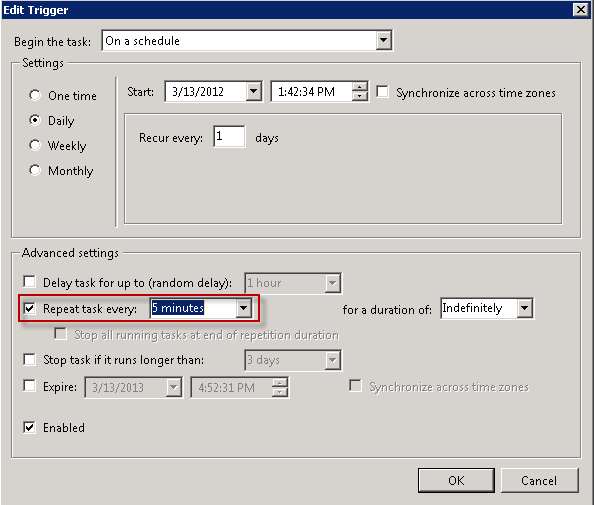 Edit Trigger
Begin the task: On a schedule
Settings
One time
Start: 3/13/2012 1:42:34 PM Synchronize across time zones
Daily
Recur every: 1 days
Weekly
Monthly
Advanced settings
Delay task for up to (random delay): 1 hour
Repeat task every: 5 minutes for a duration of: Indefinitely
Stop all running tasks at end of repetition duration
Stop task if it runs longer than: 3 days
Expire: 3/13/2013 4:52:31 PM Synchronize across time zones
Enabled
OK Cancel